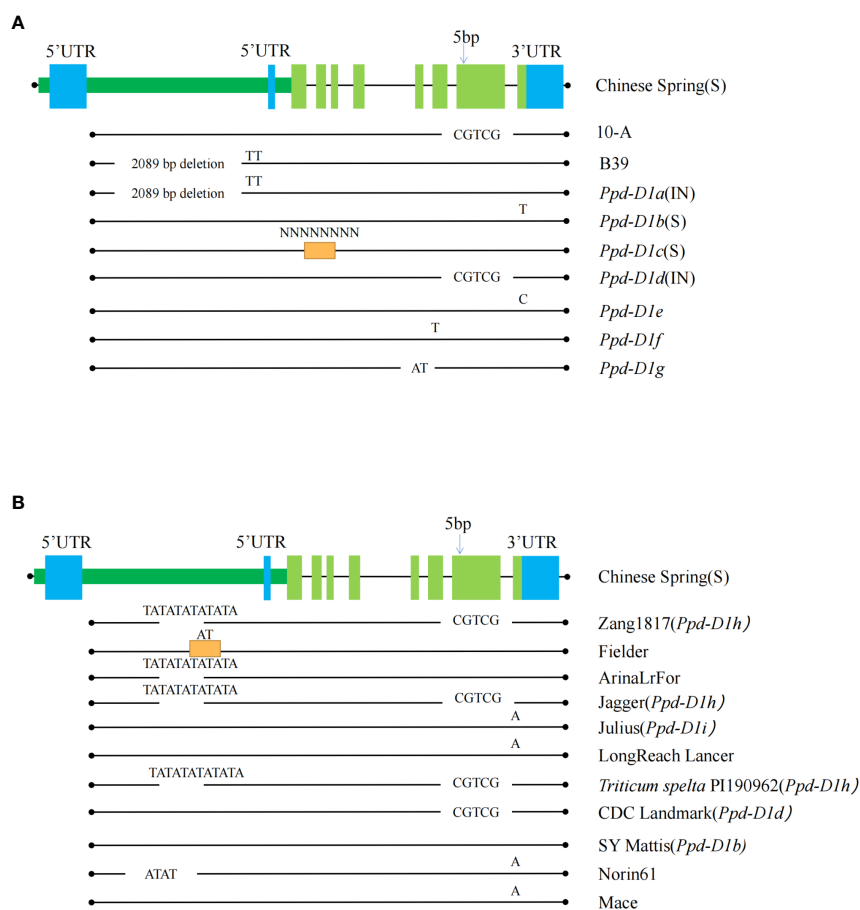 A
5bp
5’UTR 5’UTR 3’UTR
Chinese Spring(S)
CGTCG 10-A
2089 bp deletion TT B39
2089 bp deletion TT Ppd-D1a(IN)
T Ppd-D1b(S)
NNNNNNNN Ppd-D1c(S)
CGTCG Ppd-D1d(IN)
C Ppd-D1e
T Ppd-D1f
AT Ppd-D1g
B
5bp
5’UTR 5’UTR 3’UTR
Chinese Spring(S)
TATATATATATA CGTCG Zang1817(Ppd-D1h)
AT Fielder
TATATATATATA ArinaLrFor
TATATATATATA CGTCG Jagger(Ppd-D1h)
A Julius(Ppd-D1i)
A LongReach Lancer
TATATATATATA CGTCG Triticum spelta PI190962(Ppd-D1h)
CGTCG CDC Landmark(Ppd-D1d)
SY Mattis(Ppd-D1b)
ATAT A Norin61
A Mace